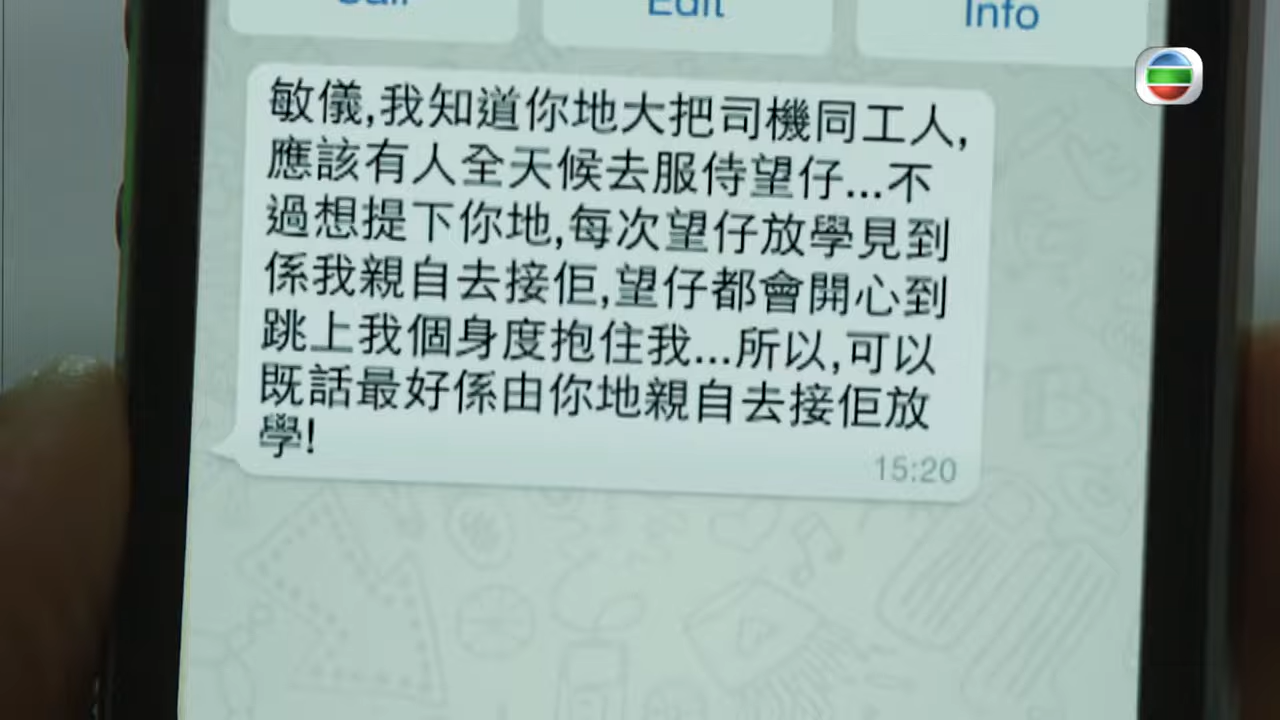 Call
Edit
Info
敏儀,我知道你地大把司機同工人,
應該有人全天候去服侍望仔...不
過想提下你地,每次望仔放學見到
係我親自去接佢,望仔都會開心到
跳上我個身度抱住我...所以,可以
既話最好係由你地親自去接佢放
學!
15:20